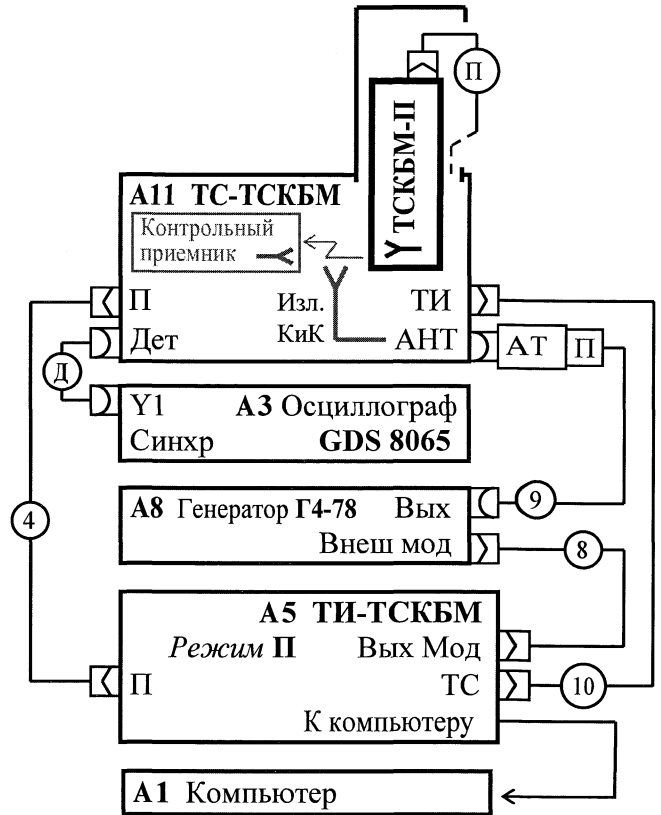 П
ТСКБМ-П
А11 ТС-ТСКБМ
Контрольный
приемник
П
Изл.
КиК
ТИ
Дет
АНТ
АТ
П
Д
Y1
А3 Осциллограф
Синхр
GDS 8065
А8 Генератор Г4-78
Вых
9
Внеш мод
8
4
А5 ТИ-ТСКБМ
Режим П
Вых Мод
П
ТС
10
К компьютеру
А1 Компьютер